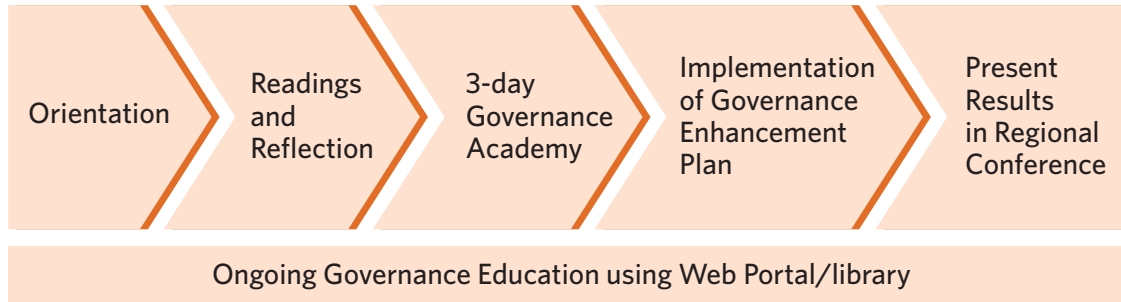 Orientation
Readings
and
Reflection
3-day
Governance
Academy
Implementation
of Governance
Enhancement
Plan
Present
Results
in Regional
Conference
Ongoing Governance Education using Web Portal/library